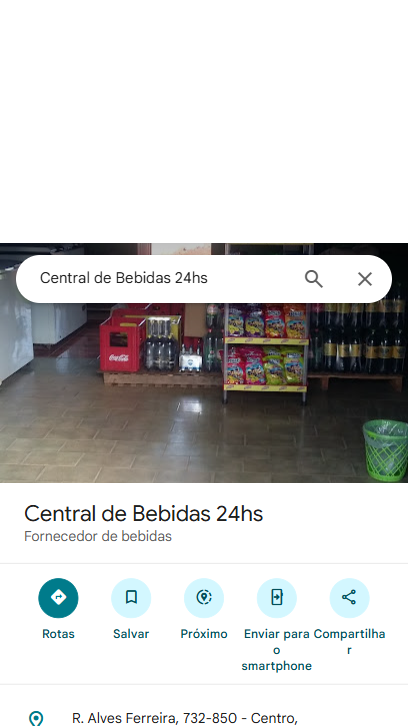 Central de Bebidas 24hs
Coca-Cola
Central de Bebidas 24hs
Fornecedor de bebidas
Rotas
Salvar
Próximo
Enviar para o smartphone
Compartilhar
R. Alves Ferreira, 732-850 - Centro,